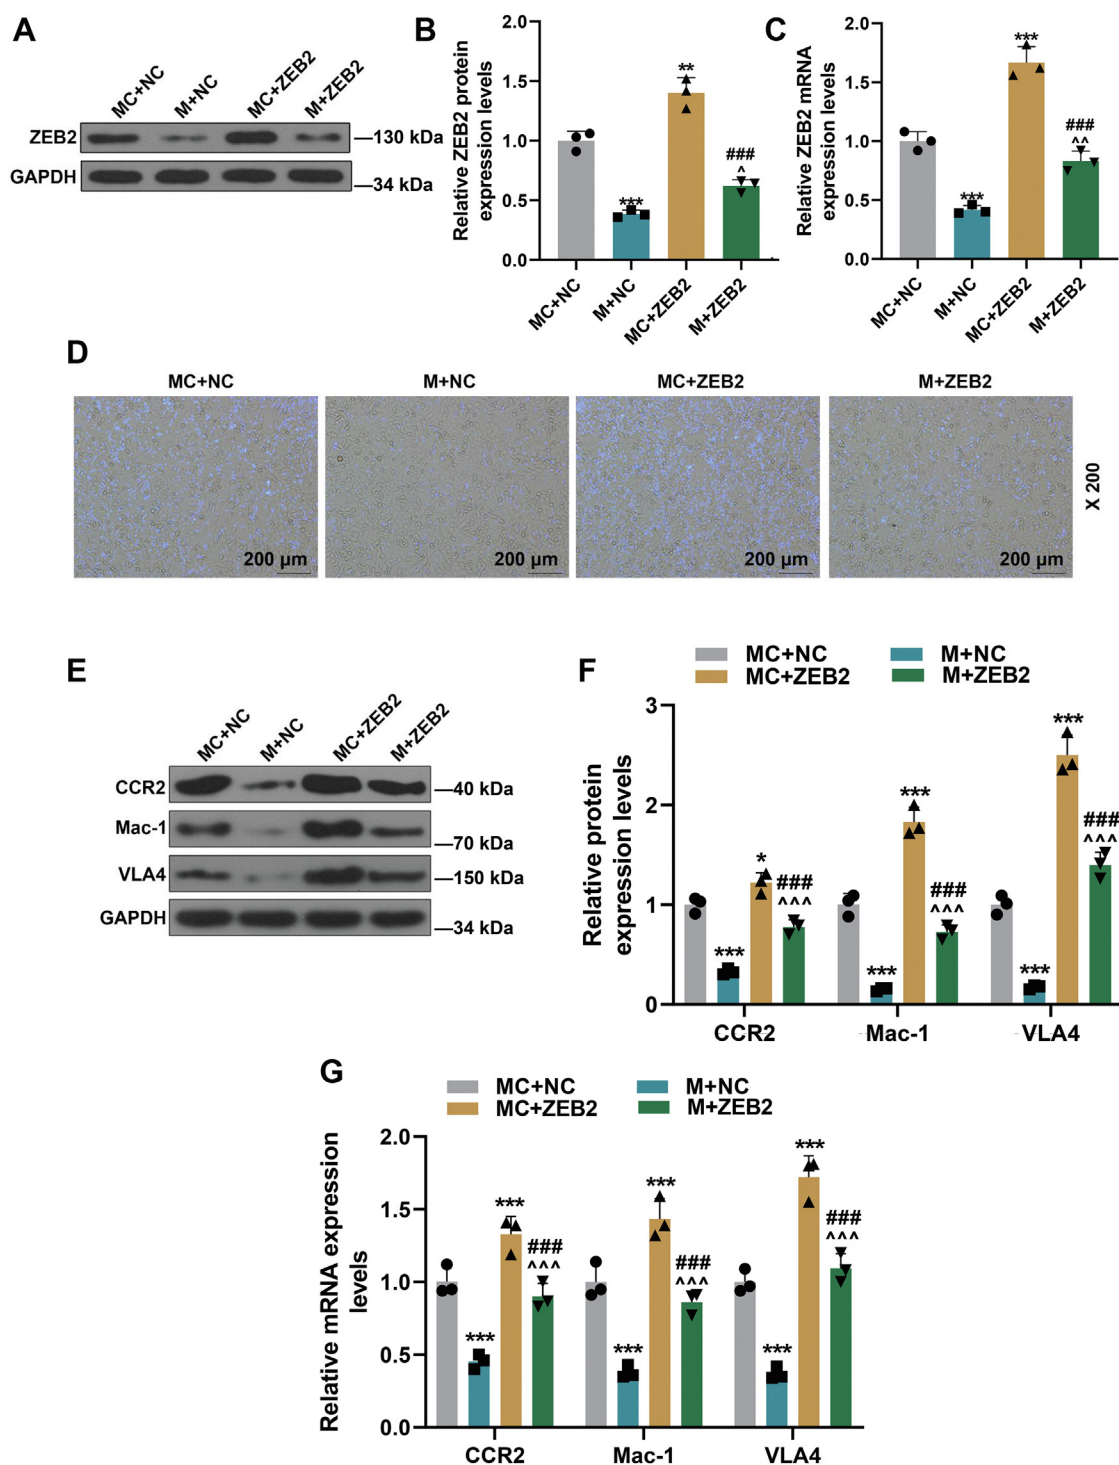 A
MC+NC
M+NC
MC+ZEB2
M+ZEB2
ZEB2
—130 kDa
GAPDH
—34 kDa
B
Relative ZEB2 protein
expression levels
2.0
1.5
1.0
0.5
0.0
***
**
###
^
MC+NC
M+NC
MC+ZEB2
M+ZEB2
C
Relative ZEB2 mRNA
expression levels
2.0
1.5
1.0
0.5
0.0
***
***
###
^^
MC+NC
M+NC
MC+ZEB2
M+ZEB2
D
MC+NC
M+NC
MC+ZEB2
M+ZEB2
200 μm
200 μm
200 μm
200 μm
X 200
E
MC+NC
M+NC
MC+ZEB2
M+ZEB2
CCR2
—40 kDa
Mac-1
—70 kDa
VLA4
—150 kDa
GAPDH
—34 kDa
F
MC+NC
M+NC
MC+ZEB2
M+ZEB2
Relative protein
expression levels
3
2
1
0
***
*
###
^^^
***
***
###
^^^
***
***
###
^^^
CCR2
Mac-1
VLA4
G
MC+NC
M+NC
MC+ZEB2
M+ZEB2
Relative mRNA expression
levels
2.0
1.5
1.0
0.5
0.0
***
***
###
^^^
***
***
###
^^^
***
***
###
^^^
CCR2
Mac-1
VLA4